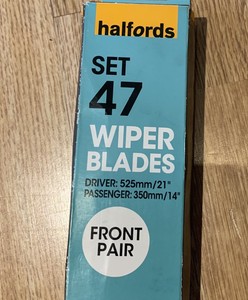 halfords
SET
47
WIPER
BLADES
DRIVER: 525mm/21"
PASSENGER: 350mm/14"
FRONT
PAIR